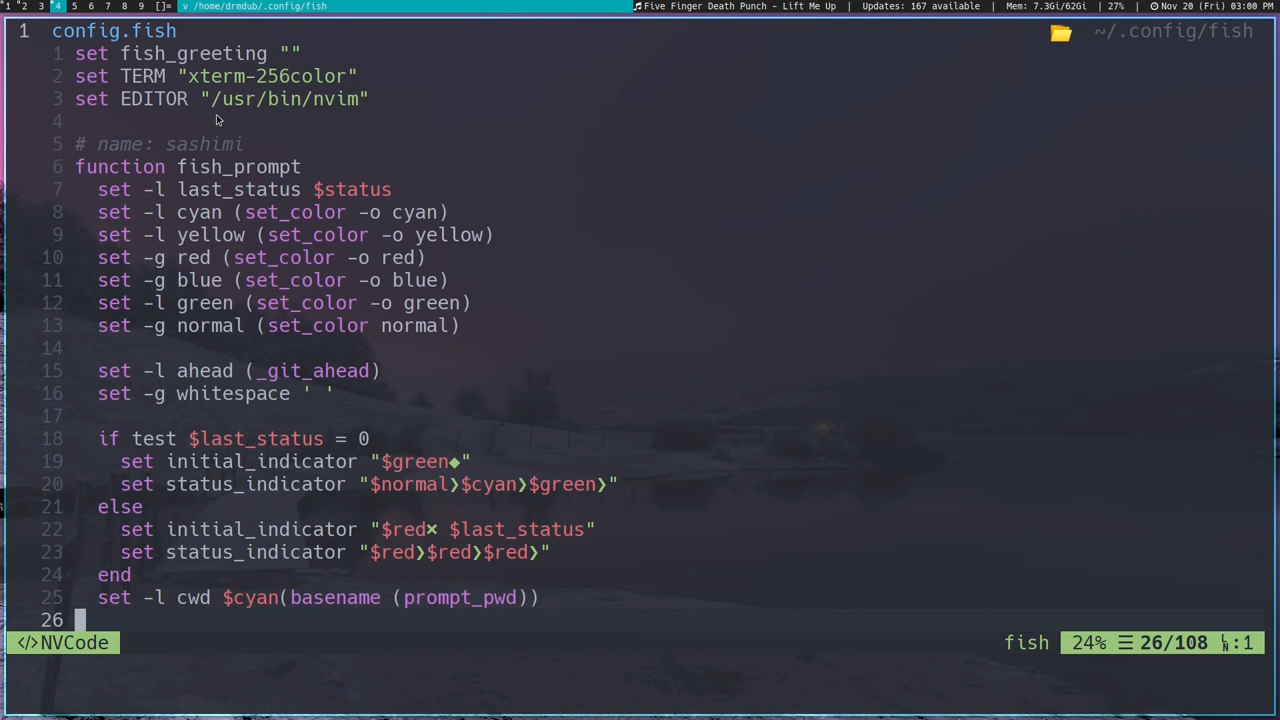 1 2 3 4 5 6 7 8 9 []= v /home/drmdub/.config/fish Five Finger Death Punch - Lift Me Up | Updates: 167 available | Mem: 7.3Gi/62Gi | 27% | Nov 20 (Fri) 03:00 PM
1 config.fish ~/.config/fish
1 set fish_greeting ""
2 set TERM "xterm-256color"
3 set EDITOR "/usr/bin/nvim"
4
5 # name: sashimi
6 function fish_prompt
7 set -l last_status $status
8 set -l cyan (set_color -o cyan)
9 set -l yellow (set_color -o yellow)
10 set -g red (set_color -o red)
11 set -g blue (set_color -o blue)
12 set -l green (set_color -o green)
13 set -g normal (set_color normal)
14
15 set -l ahead (_git_ahead)
16 set -g whitespace ' '
17
18 if test $last_status = 0
19 set initial_indicator "$green◆"
20 set status_indicator "$normal❯$cyan❯$green❯"
21 else
22 set initial_indicator "$red✖ $last_status"
23 set status_indicator "$red❯$red❯$red❯"
24 end
25 set -l cwd $cyan(basename (prompt_pwd))
26
</>NVCode fish 24% ☰ 26/108 LN:1